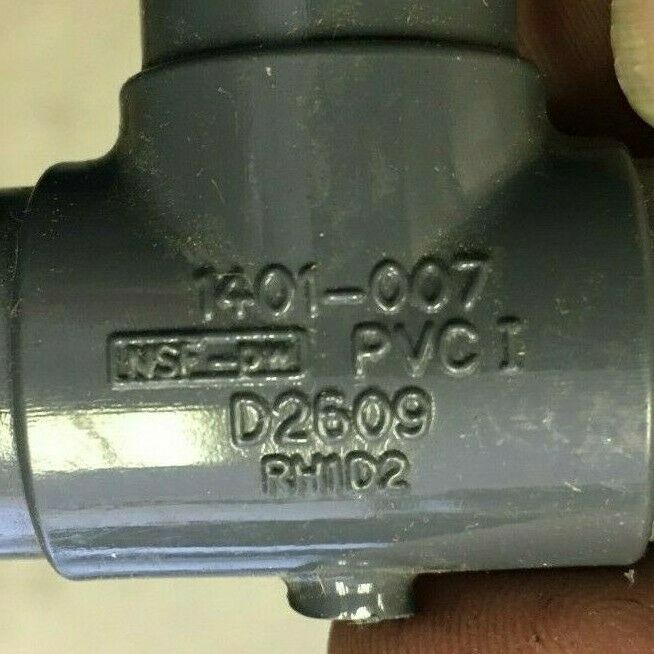 1401-007
NSF-pw PVC I
D2609
RH1D2